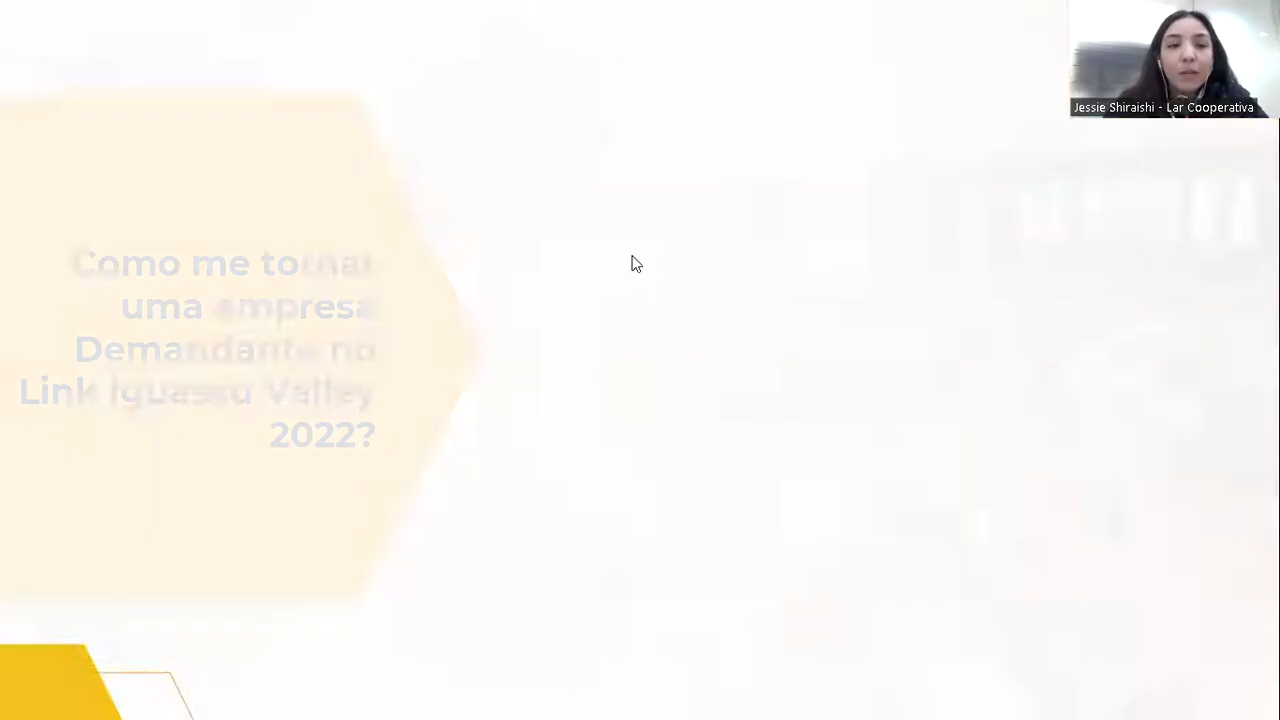 Jessie Shiraishi - Lar Cooperativa
Como me tornar
uma empresa
Demandante no
Link Iguassu Valley
2022?